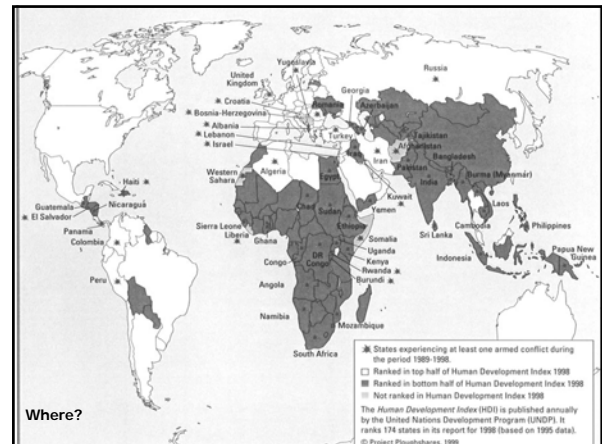 Russia
Yugoslavia
United
Kingdom
Georgia
Croatia
Bosnia-Herzegovina
Romania
Azerbaijan
Albania
Lebanon
Israel
Turkey
Tajikistan
Afghanistan
Iraq
Iran
Bangladesh
Pakistan
Burma (Myanmár)
Western
Sahara
Algeria
Egypt
India
Kuwait
Laos
Haiti
Guatemala
Nicaraguá
El Salvador
Panama
Colombia
Peru
Chad
Sudan
Yemen
Ethiopia
Sierra Leone
Liberia
Ghana
Somalia
Uganda
Kenya
Congo
DR
Congo
Rwanda
Burundi
Angola
Namibia
Mozambique
South Africa
Sri Lanka
Cambodia
Philippines
Indonesia
Papua New
Guinea
States experiencing at least one armed conflict during
the period 1989-1998.
Ranked in top half of Human Development Index 1998
Ranked in bottom half of Human Development Index 1998
Not ranked in Human Development Index 1998
The Human Development Index (HDI) is published annually
by the United Nations Development Program (UNDP). It
ranks 174 states in its report for 1998 (based on 1995 data).
© Project Ploughshares, 1999
Where?